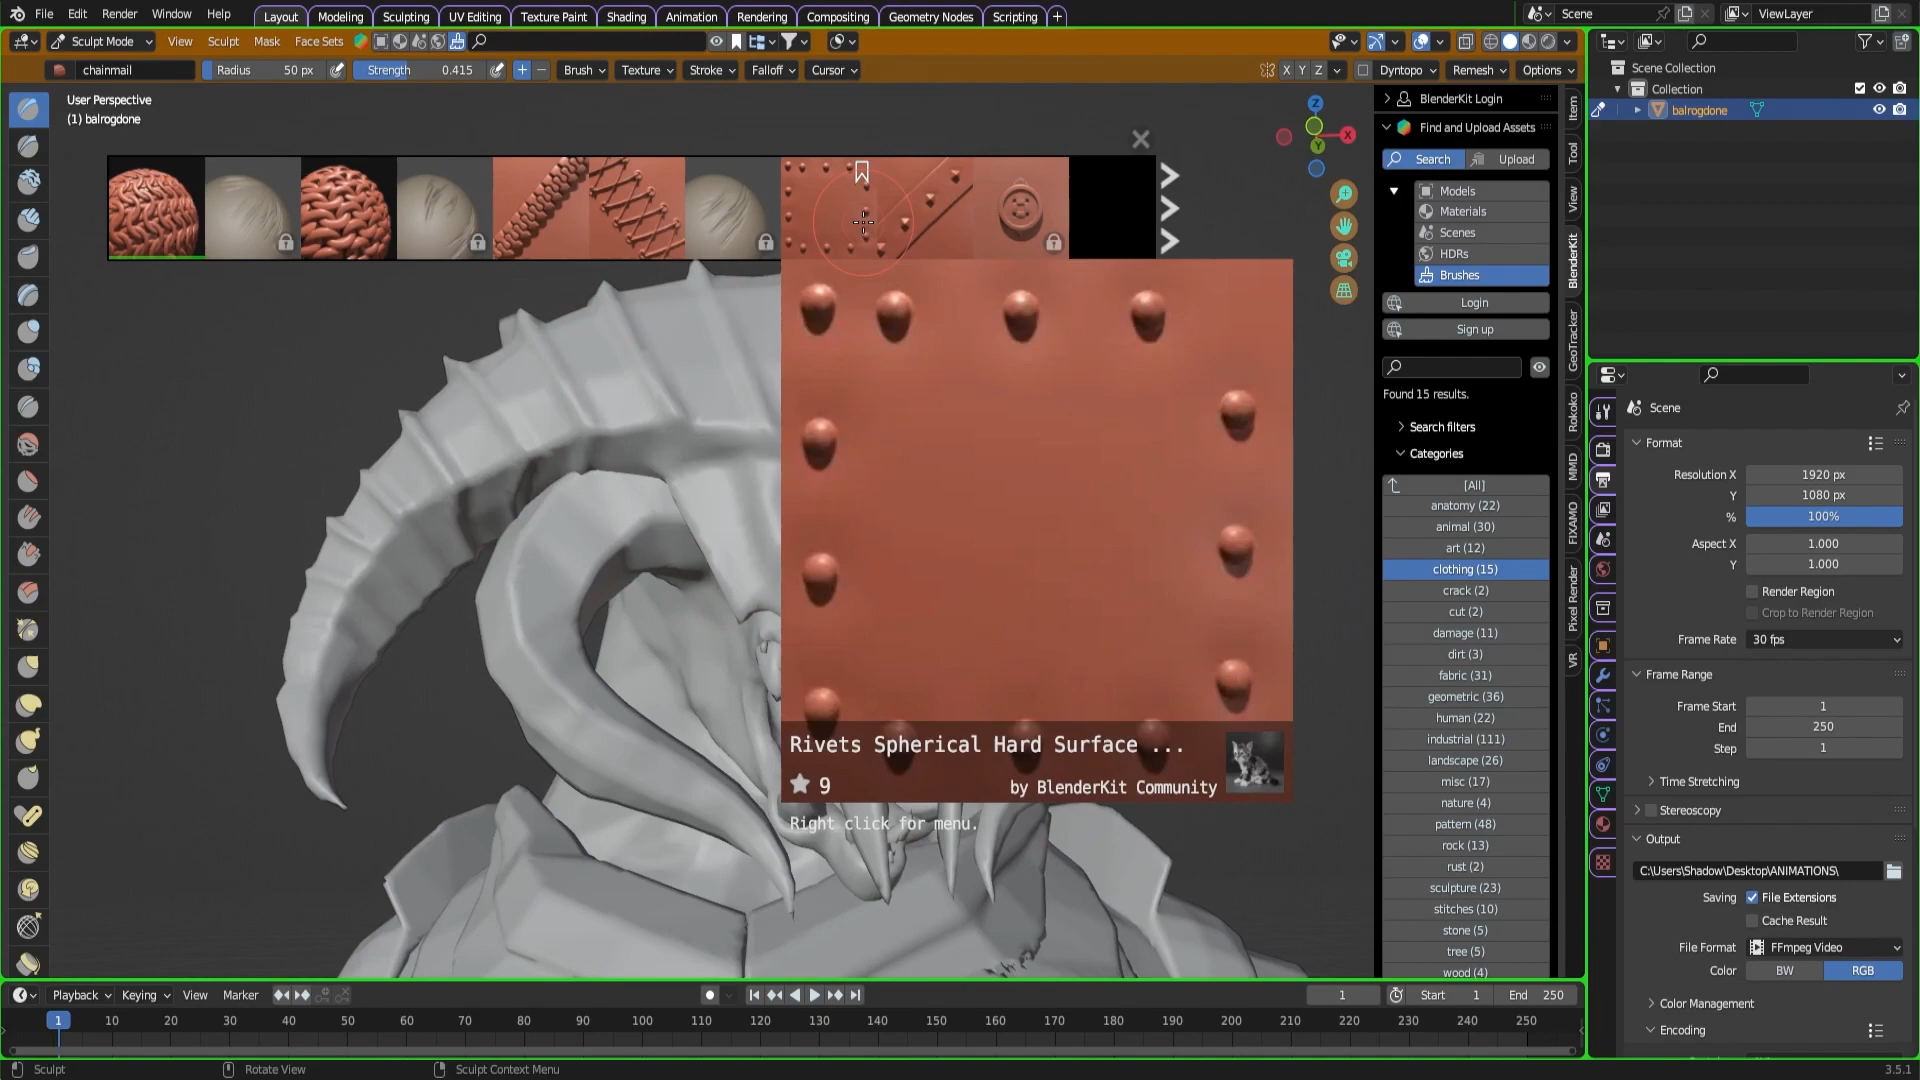 File Edit Render Window Help Layout Modeling Sculpting UV Editing Texture Paint Shading Animation Rendering Compositing Geometry Nodes Scripting + Scene ViewLayer
Sculpt Mode View Sculpt Mask Face Sets
chainmail Radius 50 px Strength 0.415 + − Brush Texture Stroke Falloff Cursor X Y Z Dyntopo Remesh Options
User Perspective
(1) balrogdone
Z
X
Y
Rivets Spherical Hard Surface ...
9
by BlenderKit Community
Right click for menu.
BlenderKit Login
Find and Upload Assets
Search Upload
Models
Materials
Scenes
HDRs
Brushes
Login
Sign up
Found 15 results.
Search filters
Categories
[All]
anatomy (22)
animal (30)
art (12)
clothing (15)
crack (2)
cut (2)
damage (11)
dirt (3)
fabric (31)
geometric (36)
human (22)
industrial (111)
landscape (26)
misc (17)
nature (4)
pattern (48)
rock (13)
rust (2)
sculpture (23)
stitches (10)
stone (5)
tree (5)
wood (4)
Item
Tool
View
BlenderKit
GeoTracker
Rokoko
MMD
FIXAMO
Pixel Render
VR
Scene Collection
Collection
balrogdone
Scene
Format
Resolution X 1920 px
Y 1080 px
% 100%
Aspect X 1.000
Y 1.000
Render Region
Crop to Render Region
Frame Rate 30 fps
Frame Range
Frame Start 1
End 250
Step 1
Time Stretching
Stereoscopy
Output
C:\Users\Shadow\Desktop\ANIMATIONS\
Saving File Extensions
Cache Result
File Format FFmpeg Video
Color BW RGB
Color Management
Encoding
Playback Keying View Marker 1 Start 1 End 250
1 10 20 30 40 50 60 70 80 90 100 110 120 130 140 150 160 170 180 190 200 210 220 230 240 250
Sculpt Rotate View Sculpt Context Menu 3.5.1